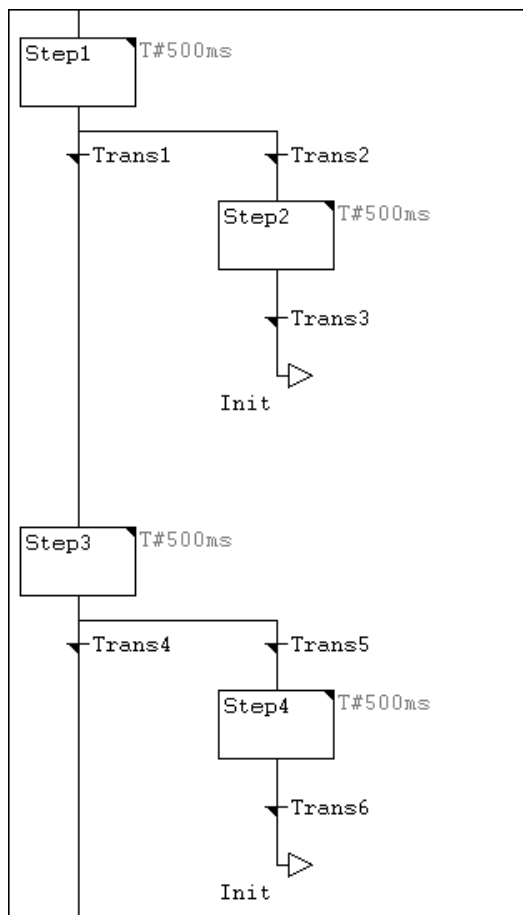 Step1 T#500ms
Trans1 Trans2
Step2 T#500ms
Trans3
Init
Step3 T#500ms
Trans4 Trans5
Step4 T#500ms
Trans6
Init